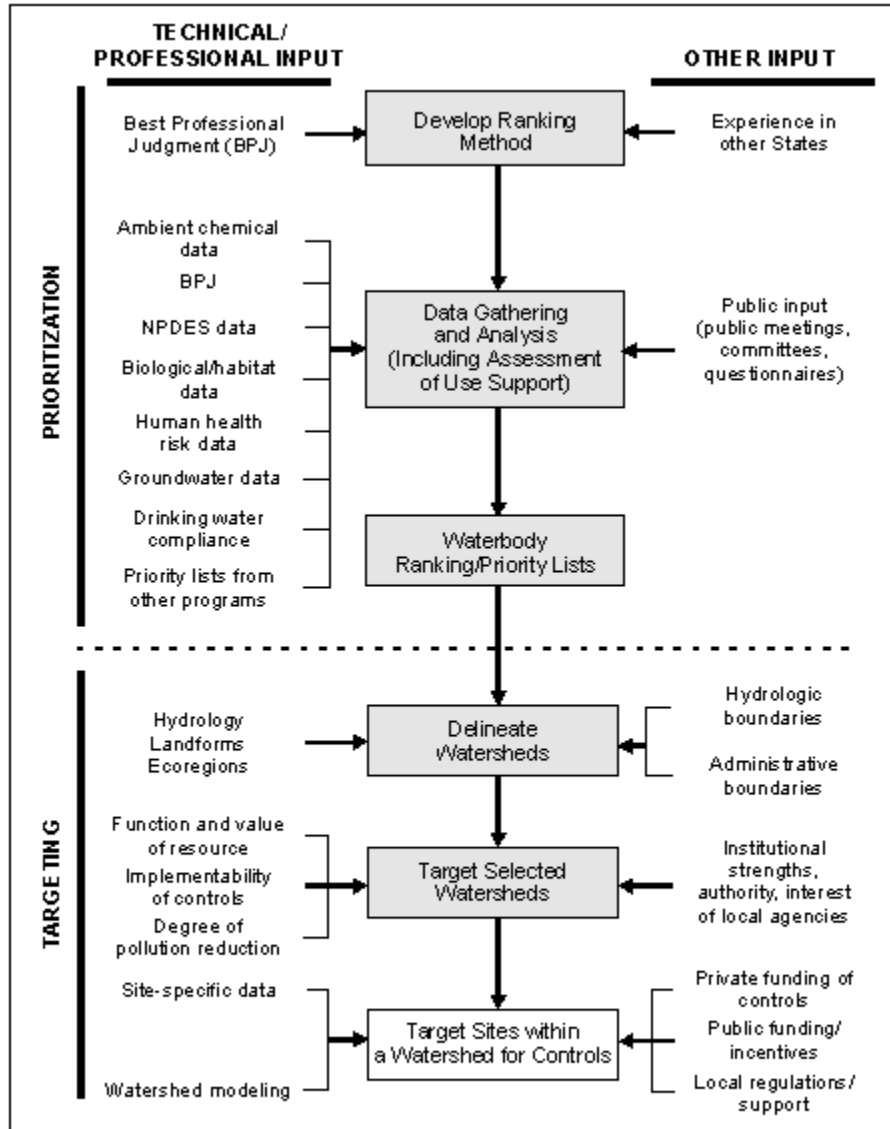 TECHNICAL/
PROFESSIONAL INPUT
OTHER INPUT
PRIORITIZATION
Best Professional
Judgment (BPJ)
Develop Ranking
Method
Experience in
other States
Ambient chemical
data
BPJ
NPDES data
Biological/habitat
data
Human health
risk data
Groundwater data
Drinking water
compliance
Priority lists from
other programs
Data Gathering
and Analysis
(Including Assessment
of Use Support)
Public input
(public meetings,
committees,
questionnaires)
Waterbody
Ranking/Priority Lists
TARGETING
Hydrology
Landforms
Ecoregions
Delineate
Watersheds
Hydrologic
boundaries
Administrative
boundaries
Function and value
of resource
Implementability
of controls
Degree of
pollution reduction
Target Selected
Watersheds
Institutional
strengths,
authority, interest
of local agencies
Site-specific data
Watershed modeling
Target Sites within
a Watershed for Controls
Private funding of
controls
Public funding/
incentives
Local regulations/
support